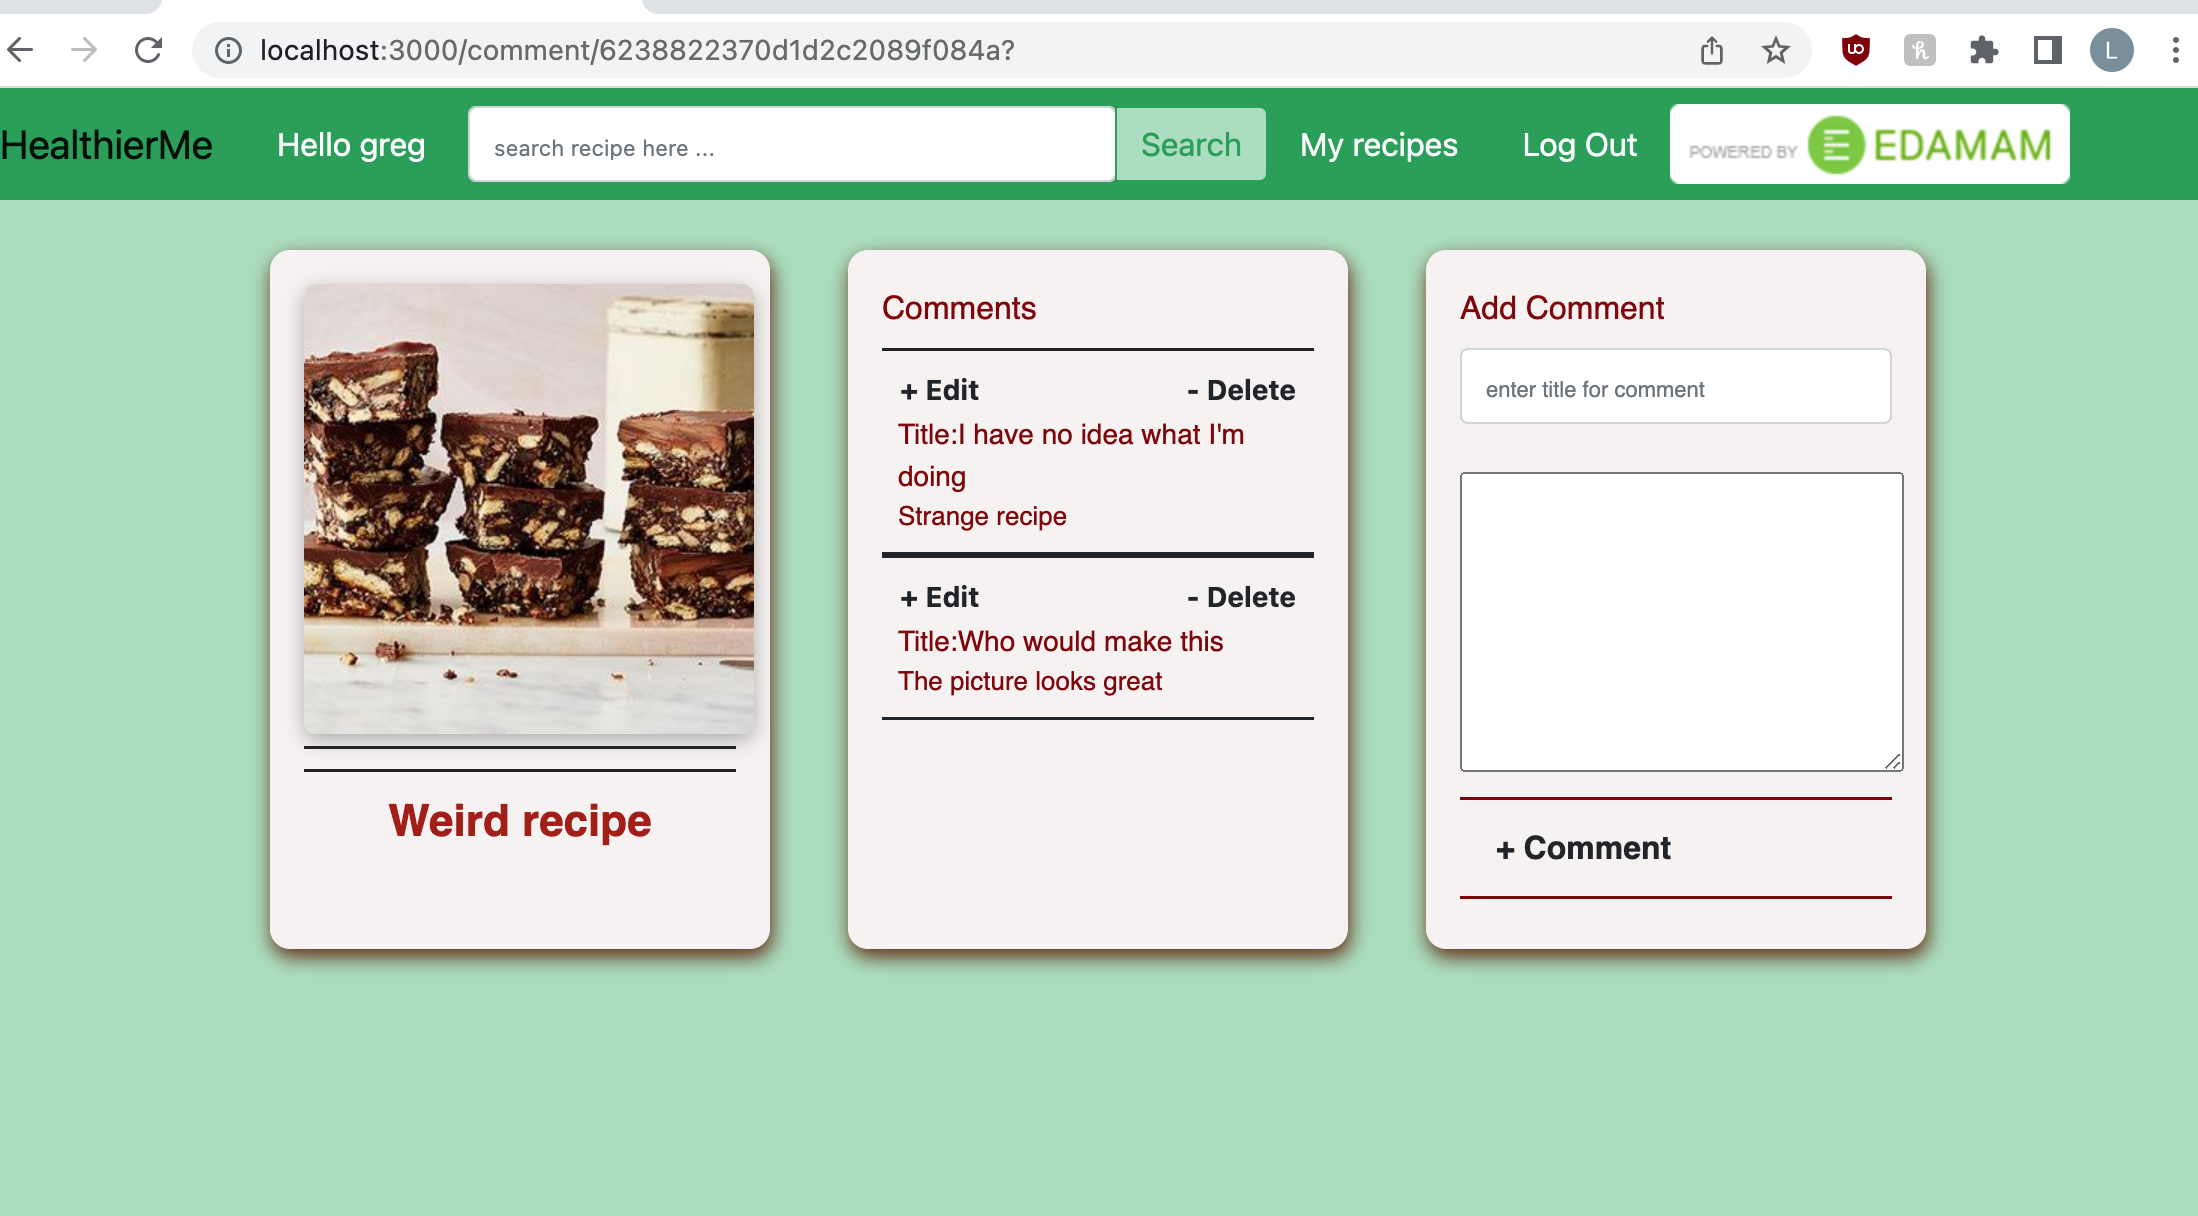 localhost:3000/comment/6238822370d1d2c2089f084a?
L
HealthierMe
Hello greg
search recipe here ...
Search
My recipes
Log Out
POWERED BY EDAMAM
Weird recipe
Comments
+ Edit
- Delete
Title:I have no idea what I'm
doing
Strange recipe
+ Edit
- Delete
Title:Who would make this
The picture looks great
Add Comment
enter title for comment
+ Comment